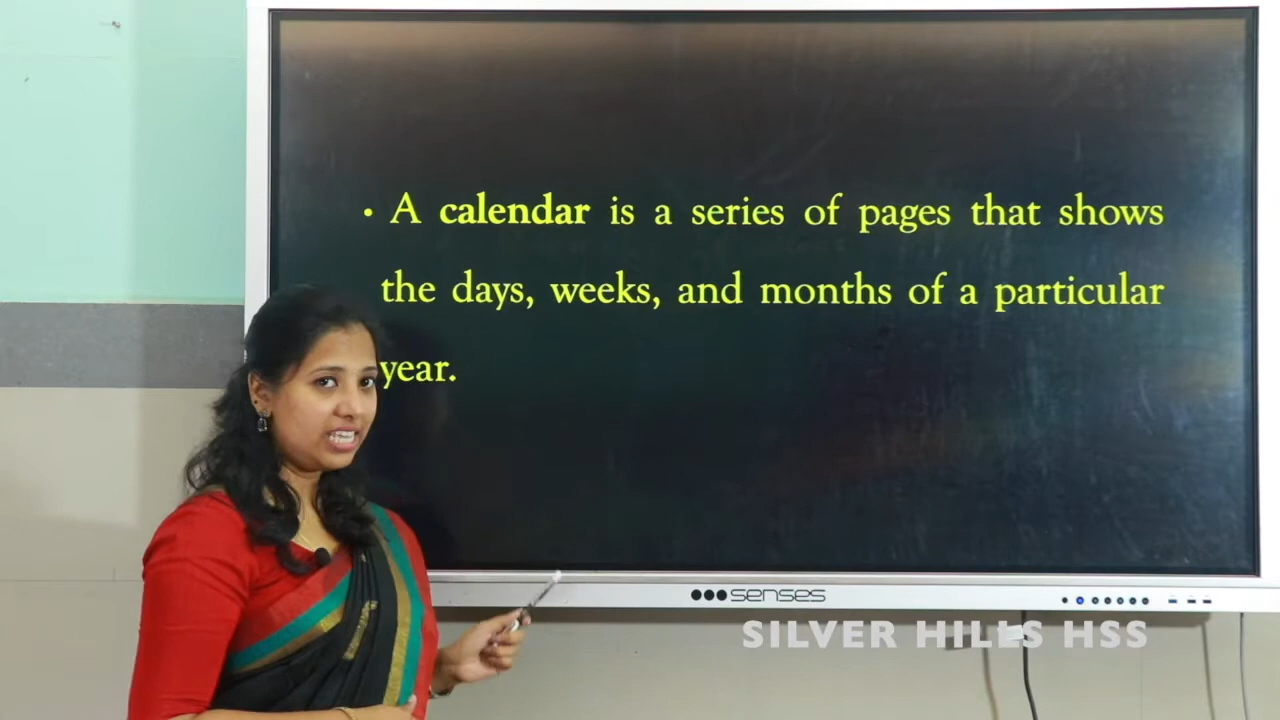 • A calendar is a series of pages that shows
the days, weeks, and months of a particular
year.
senses
SILVER HILLS HSS